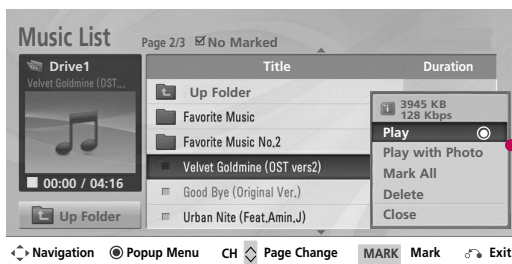 Music List Page 2/3 No Marked
Drive1 Title Duration
Velvet Goldmine (OST...
Up Folder
3945 KB
128 Kbps
Favorite Music
Play
Favorite Music No.2
Play with Photo
Velvet Goldmine (OST vers2)
Mark All
00:00 / 04:16
Good Bye (Original Ver.)
Delete
Up Folder
Urban Nite (Feat.Amin.J)
Close
Navigation Popup Menu CH Page Change MARK Mark Exit